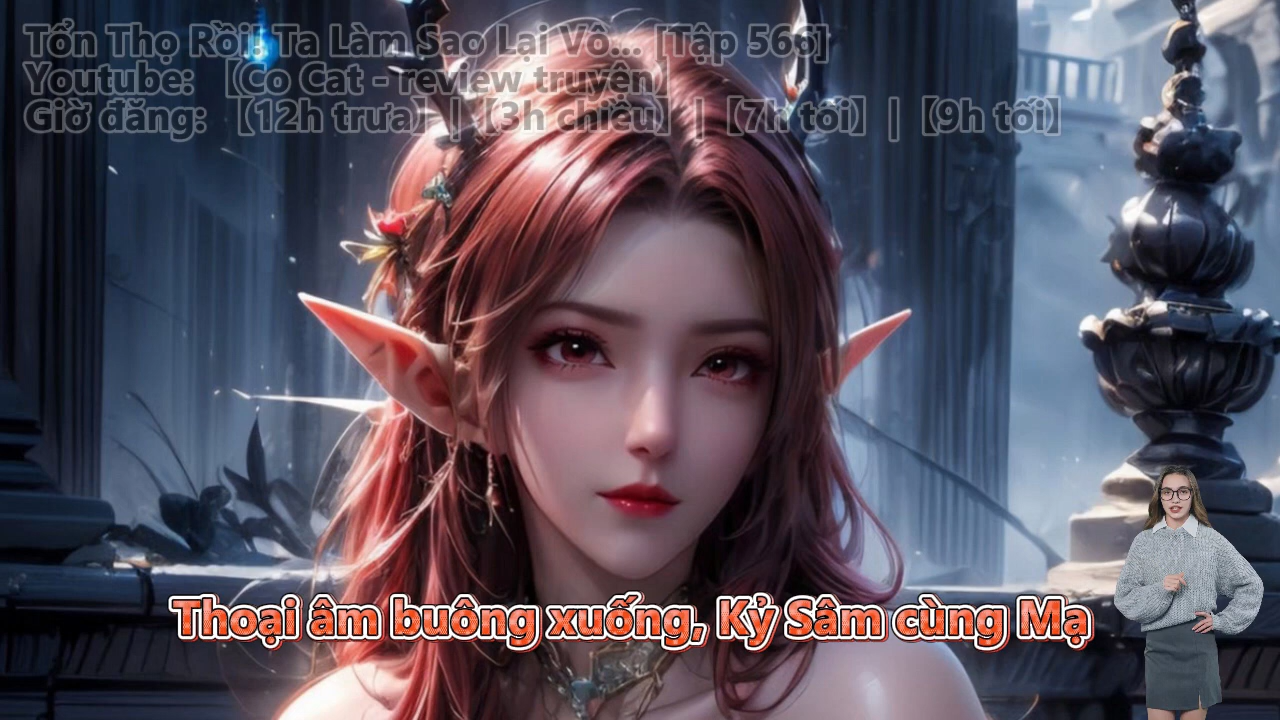 Tổn Thọ Rồi! Ta Làm Sao Lại Vô... [Tập 560]
Youtube: 【Co Cat - review truyện】
Giờ đăng: 【12h trưa】 | 【3h chiều】 | 【7h tối】 | 【9h tối】
Thoại âm buông xuống, Kỷ Sâm cùng Mạ